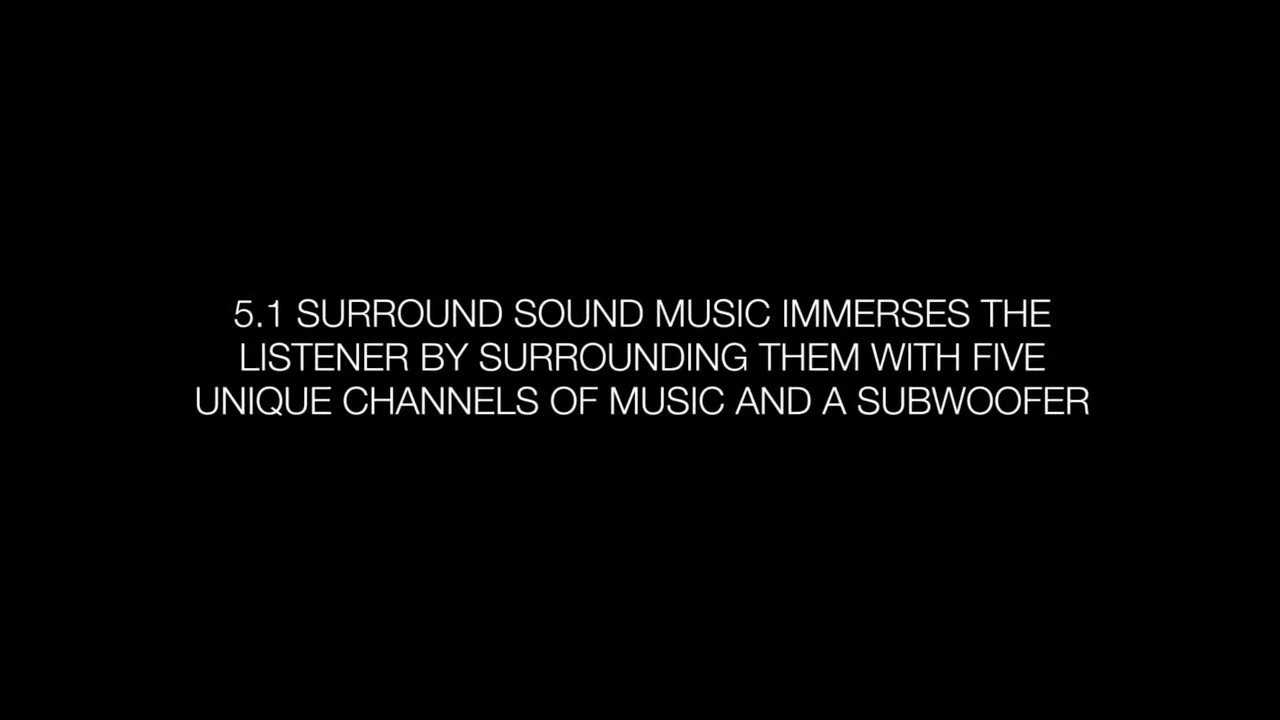 5.1 SURROUND SOUND MUSIC IMMERSES THE
LISTENER BY SURROUNDING THEM WITH FIVE
UNIQUE CHANNELS OF MUSIC AND A SUBWOOFER